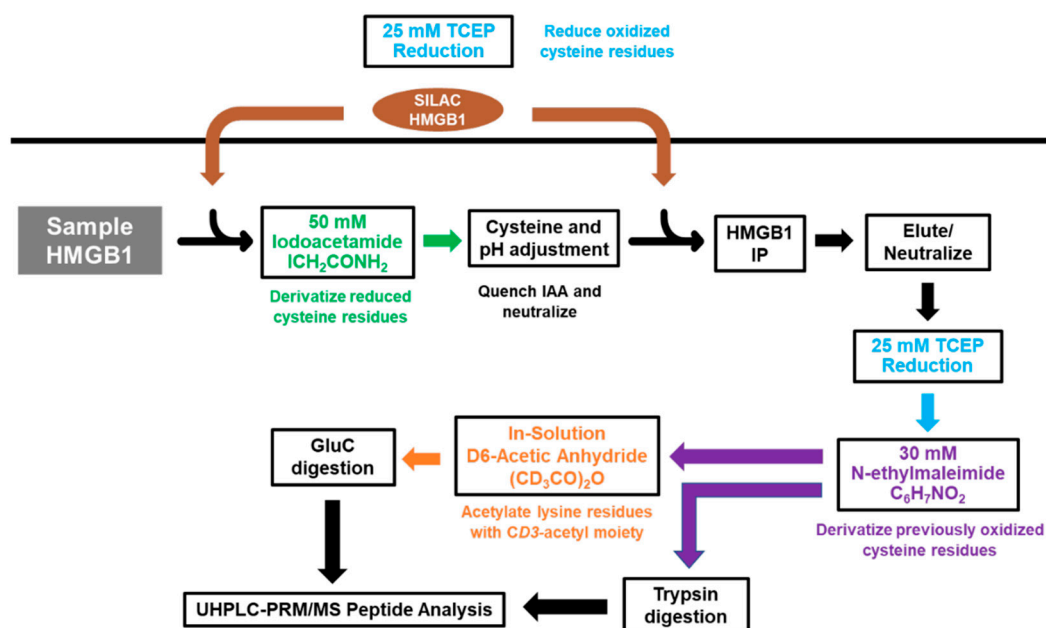 25 mM TCEP
Reduction
Reduce oxidized
cysteine residues
SILAC
HMGB1
Sample
HMGB1
50 mM
Iodoacetamide
ICH₂CONH₂
Derivatize reduced
cysteine residues
Cysteine and
pH adjustment
Quench IAA and
neutralize
HMGB1
IP
Elute/
Neutralize
25 mM TCEP
Reduction
30 mM
N-ethylmaleimide
C₆H₇NO₂
Derivatize previously oxidized
cysteine residues
In-Solution
D6-Acetic Anhydride
(CD₃CO)₂O
Acetylate lysine residues
with CD3-acetyl moiety
GluC
digestion
Trypsin
digestion
UHPLC-PRM/MS Peptide Analysis